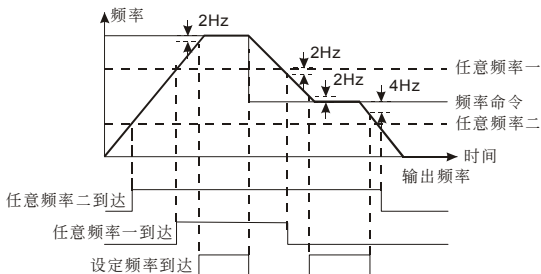 频率
2Hz
2Hz
任意频率一
2Hz
4Hz
频率命令
任意频率二
时间
输出频率
任意频率二到达
任意频率一到达
设定频率到达